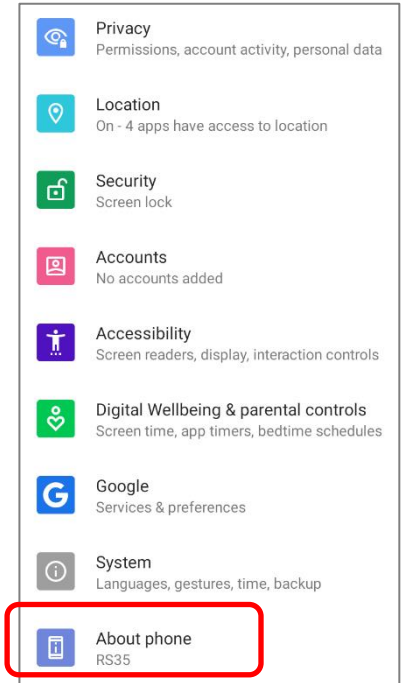 Privacy
Permissions, account activity, personal data
Location
On - 4 apps have access to location
Security
Screen lock
Accounts
No accounts added
Accessibility
Screen readers, display, interaction controls
Digital Wellbeing & parental controls
Screen time, app timers, bedtime schedules
Google
Services & preferences
System
Languages, gestures, time, backup
About phone
RS35